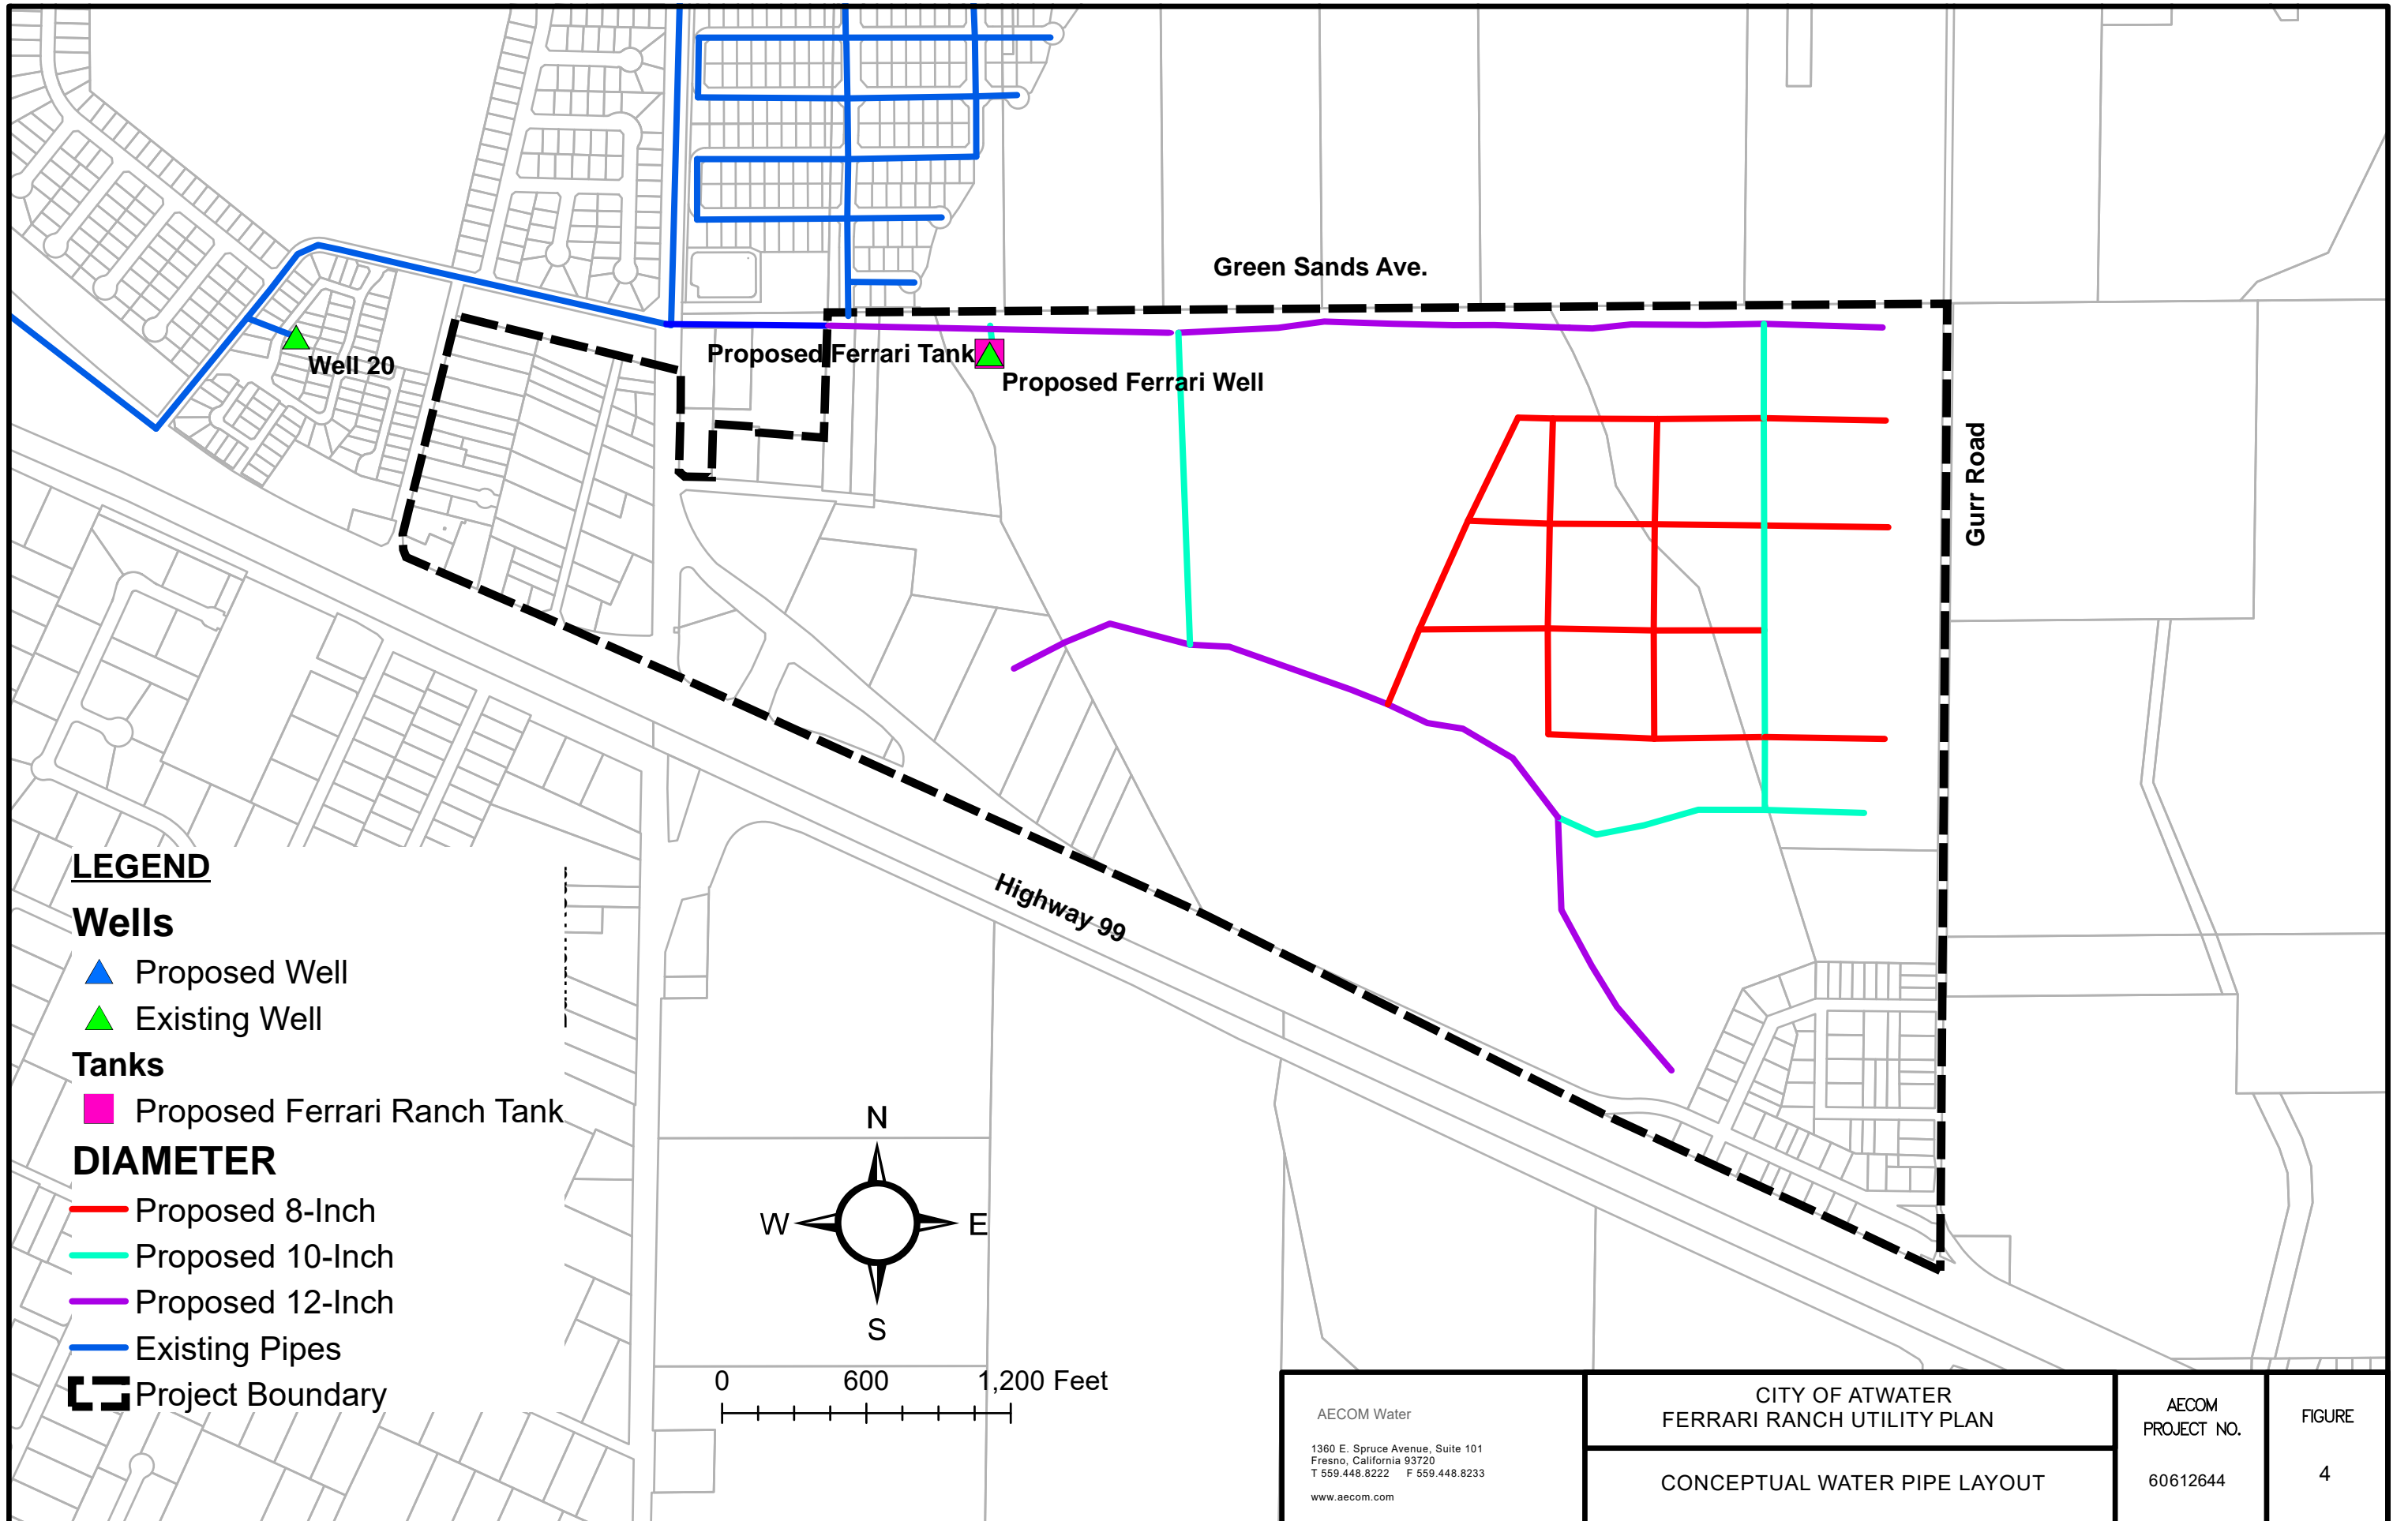 Green Sands Ave.
Proposed Ferrari Tank
Well 20
Proposed Ferrari Well
Gurr Road
Highway 99
LEGEND
Wells
Proposed Well
Existing Well
Tanks
Proposed Ferrari Ranch Tank
DIAMETER
Proposed 8-Inch
Proposed 10-Inch
Proposed 12-Inch
Existing Pipes
Project Boundary
N
W E
S
0 600 1,200 Feet
AECOM Water
1360 E. Spruce Avenue, Suite 101
Fresno, California 93720
T 559.448.8222 F 559.448.8233
www.aecom.com
CITY OF ATWATER
FERRARI RANCH UTILITY PLAN
CONCEPTUAL WATER PIPE LAYOUT
AECOM
PROJECT NO.
60612644
FIGURE
4